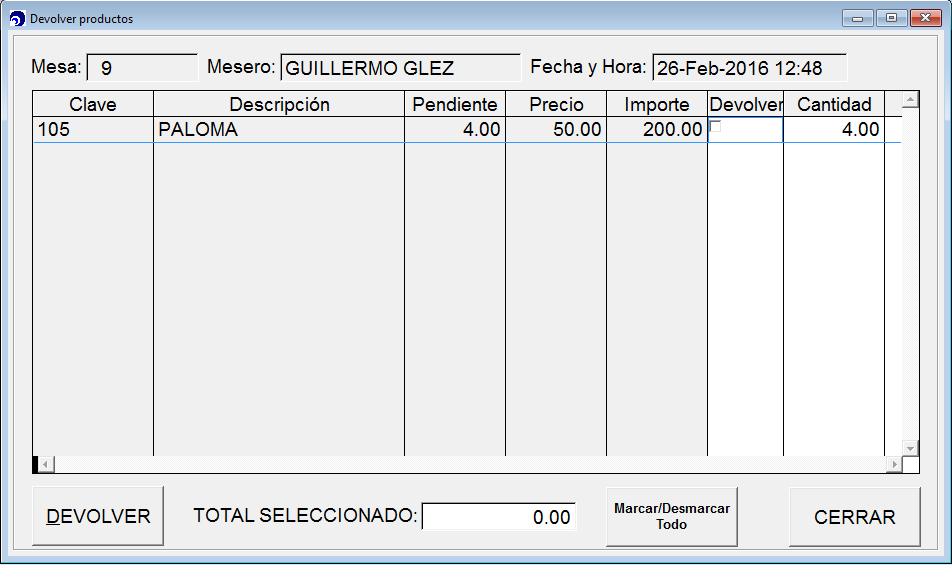 Devolver productos
Mesa: 9 Mesero: GUILLERMO GLEZ Fecha y Hora: 26-Feb-2016 12:48
Clave Descripción Pendiente Precio Importe Devolver Cantidad
105 PALOMA 4.00 50.00 200.00 4.00
DEVOLVER TOTAL SELECCIONADO: 0.00 Marcar/Desmarcar CERRAR
Todo